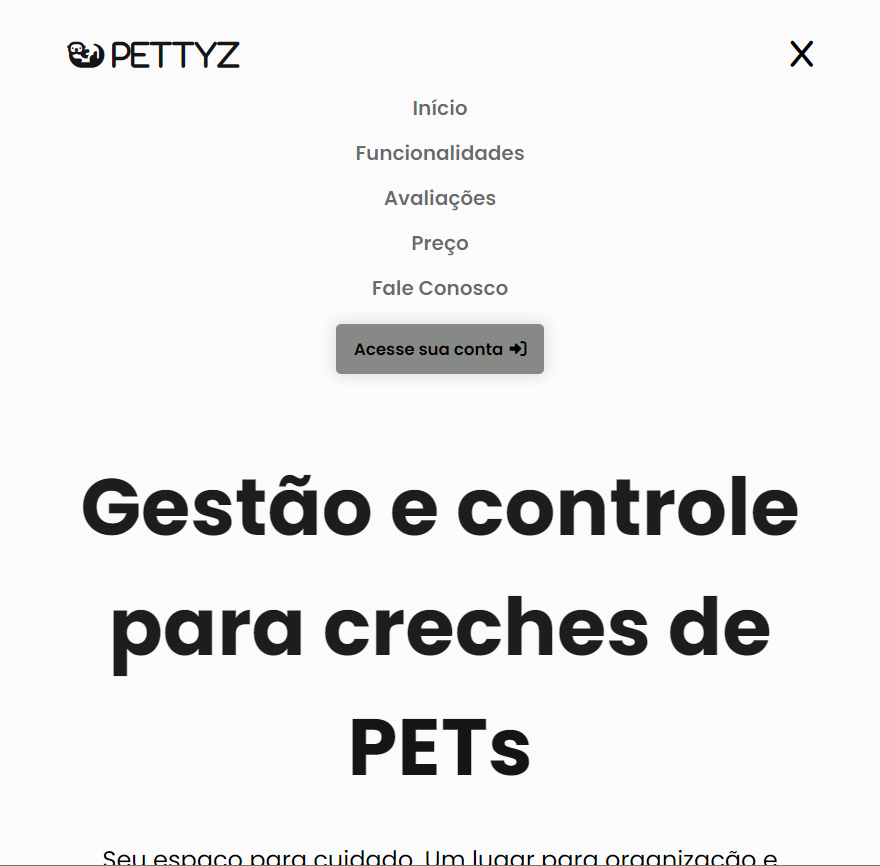 PETTYZ
X
Início
Funcionalidades
Avaliações
Preço
Fale Conosco
Acesse sua conta
Gestão e controle
para creches de
PETs
Seu espaço para cuidado. Um lugar para organização e